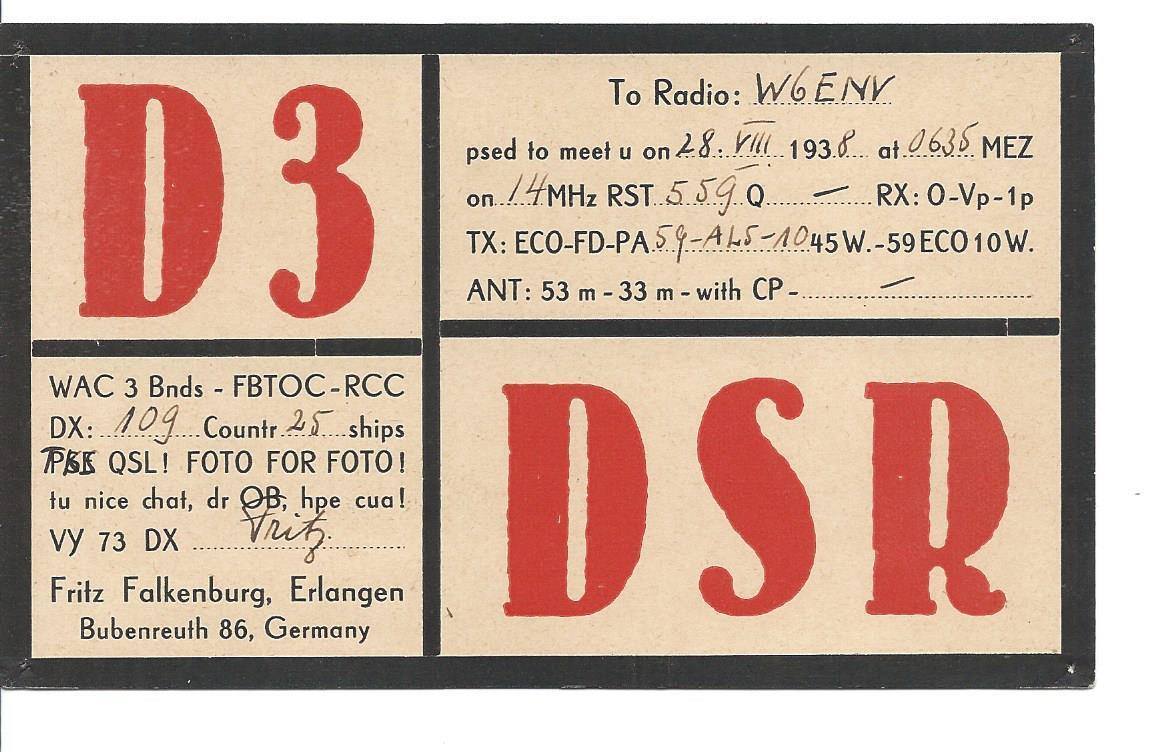 D3
To Radio: W6ENV
psed to meet u on 28. VIII. 1938 at 0635 MEZ
on 14 MHz RST 559 Q — RX: O-Vp-1p
TX: ECO-FD-PA 59-AL5-10 45W.-59 ECO 10W.
ANT: 53 m - 33 m - with CP - —
WAC 3 Bnds - FBTOC-RCC
DX: 109 Countr 25 ships
QSL! FOTO FOR FOTO!
tu nice chat, dr OB, hpe cua!
VY 73 DX Fritz.
Fritz Falkenburg, Erlangen
Bubenreuth 86, Germany
DSR